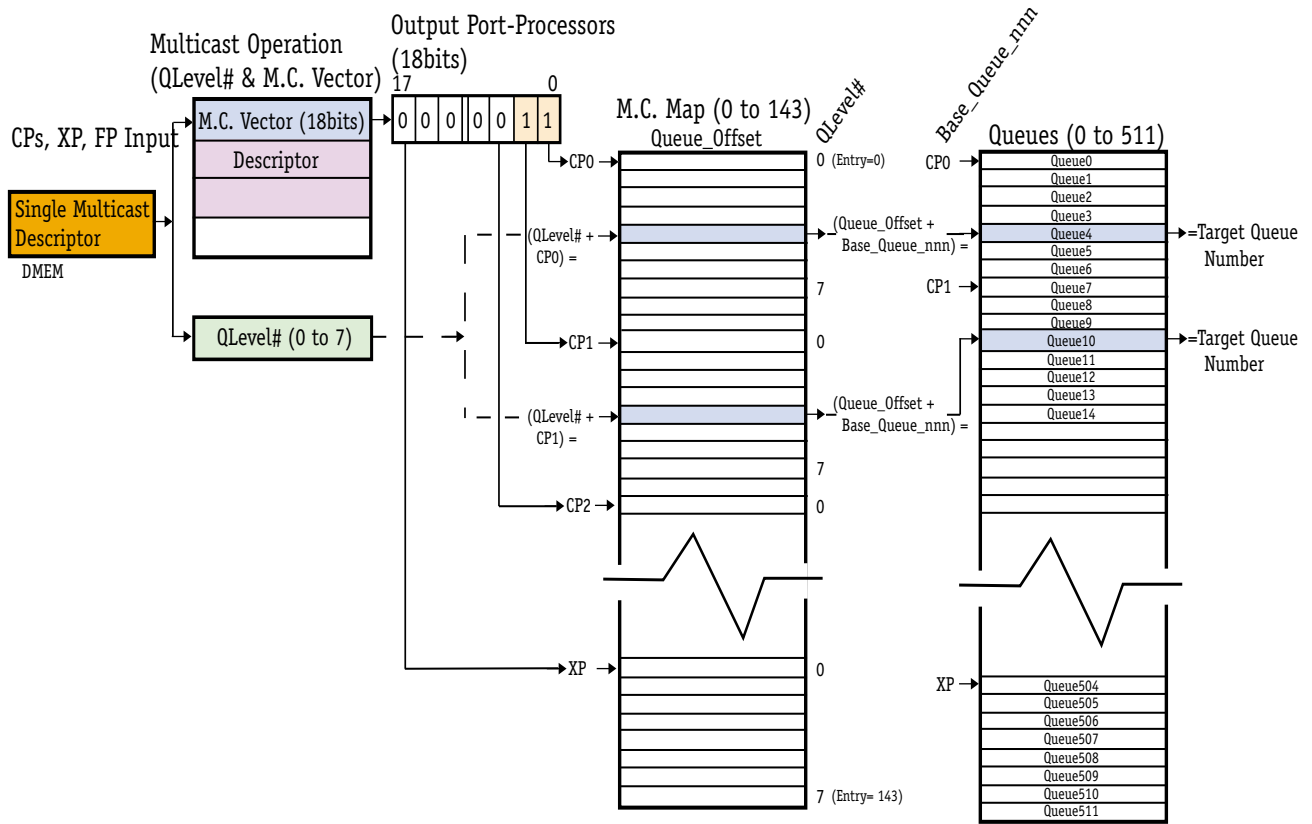 Multicast Operation
(QLevel# & M.C. Vector)
Output Port-Processors
(18bits)
17
0
M.C. Vector (18bits)
0 0 0 0 0 1 1
CPs, XP, FP Input
Descriptor
Single Multicast
Descriptor
DMEM
QLevel# (0 to 7)
M.C. Map (0 to 143)
Queue_Offset
QLevel#
CP0
0 (Entry=0)
(QLevel# +
CP0) =
7
CP1
0
(QLevel# +
CP1) =
7
CP2
0
XP
0
7 (Entry= 143)
(Queue_Offset +
Base_Queue_nnn) =
(Queue_Offset +
Base_Queue_nnn) =
Base_Queue_nnn
Queues (0 to 511)
CP0
CP1
XP
Queue0
Queue1
Queue2
Queue3
Queue4
Queue5
Queue6
Queue7
Queue8
Queue9
Queue10
Queue11
Queue12
Queue13
Queue14
Queue504
Queue505
Queue506
Queue507
Queue508
Queue509
Queue510
Queue511
=Target Queue
Number
=Target Queue
Number